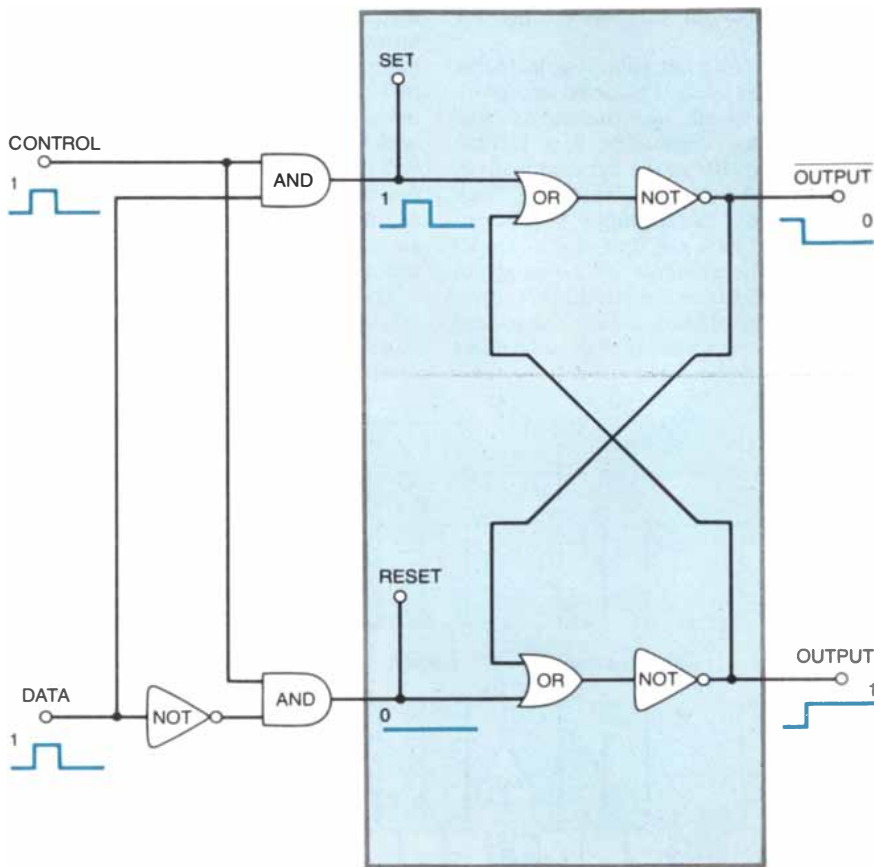 SET
CONTROL
1
AND
1
OR
NOT
OUTPUT
0
RESET
DATA
1
NOT
AND
0
OR
NOT
OUTPUT
1